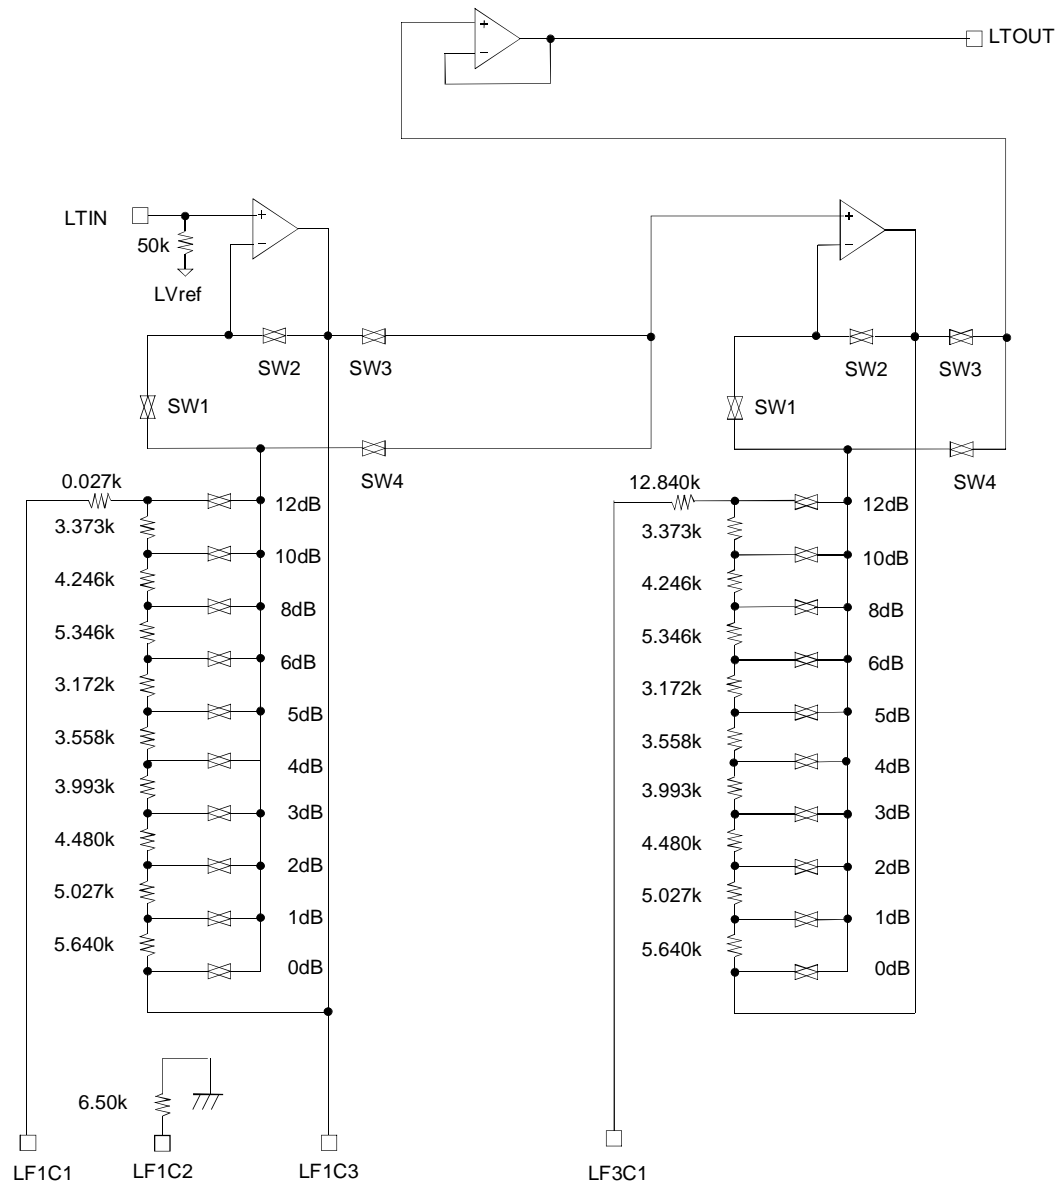 LTOUT
+
−
LTIN
50k
LVref
+
−
+
−
SW2
SW3
SW1
SW4
SW2
SW3
SW1
SW4
0.027k
12dB
3.373k
10dB
4.246k
8dB
5.346k
6dB
3.172k
5dB
3.558k
4dB
3.993k
3dB
4.480k
2dB
5.027k
1dB
5.640k
0dB
12.840k
12dB
3.373k
10dB
4.246k
8dB
5.346k
6dB
3.172k
5dB
3.558k
4dB
3.993k
3dB
4.480k
2dB
5.027k
1dB
5.640k
0dB
6.50k
LF1C1
LF1C2
LF1C3
LF3C1